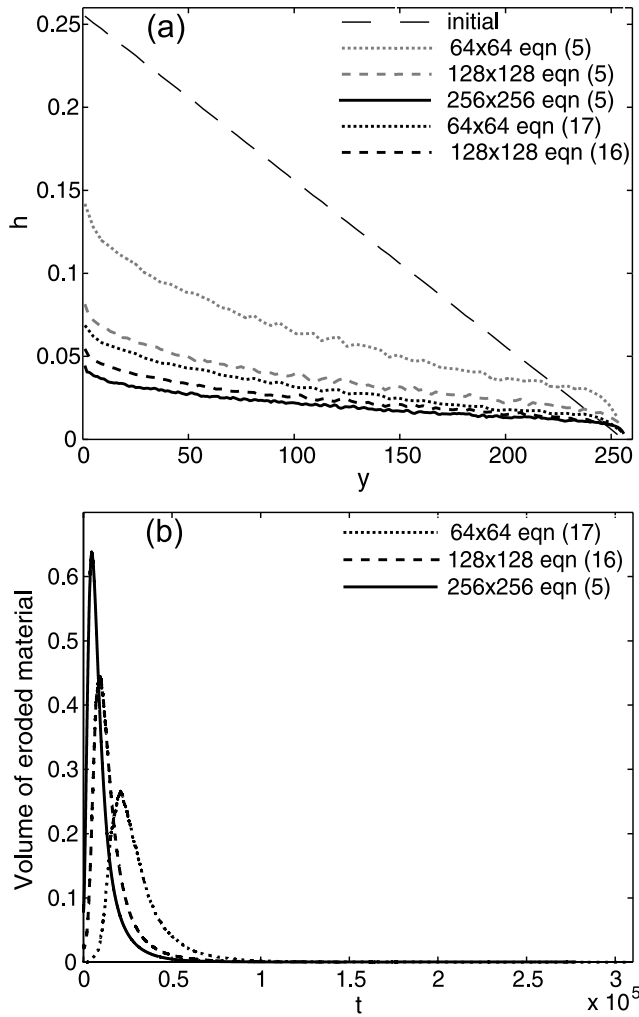 (a)
initial
64x64 eqn (5)
128x128 eqn (5)
256x256 eqn (5)
64x64 eqn (17)
128x128 eqn (16)
0.25
0.2
0.15
0.1
0.05
0
h
0
50
100
150
200
250
y
(b)
64x64 eqn (17)
128x128 eqn (16)
256x256 eqn (5)
0.6
0.5
0.4
0.3
0.2
0.1
0
Volume of eroded material
0
0.5
1
1.5
2
2.5
3
x 10^5
t